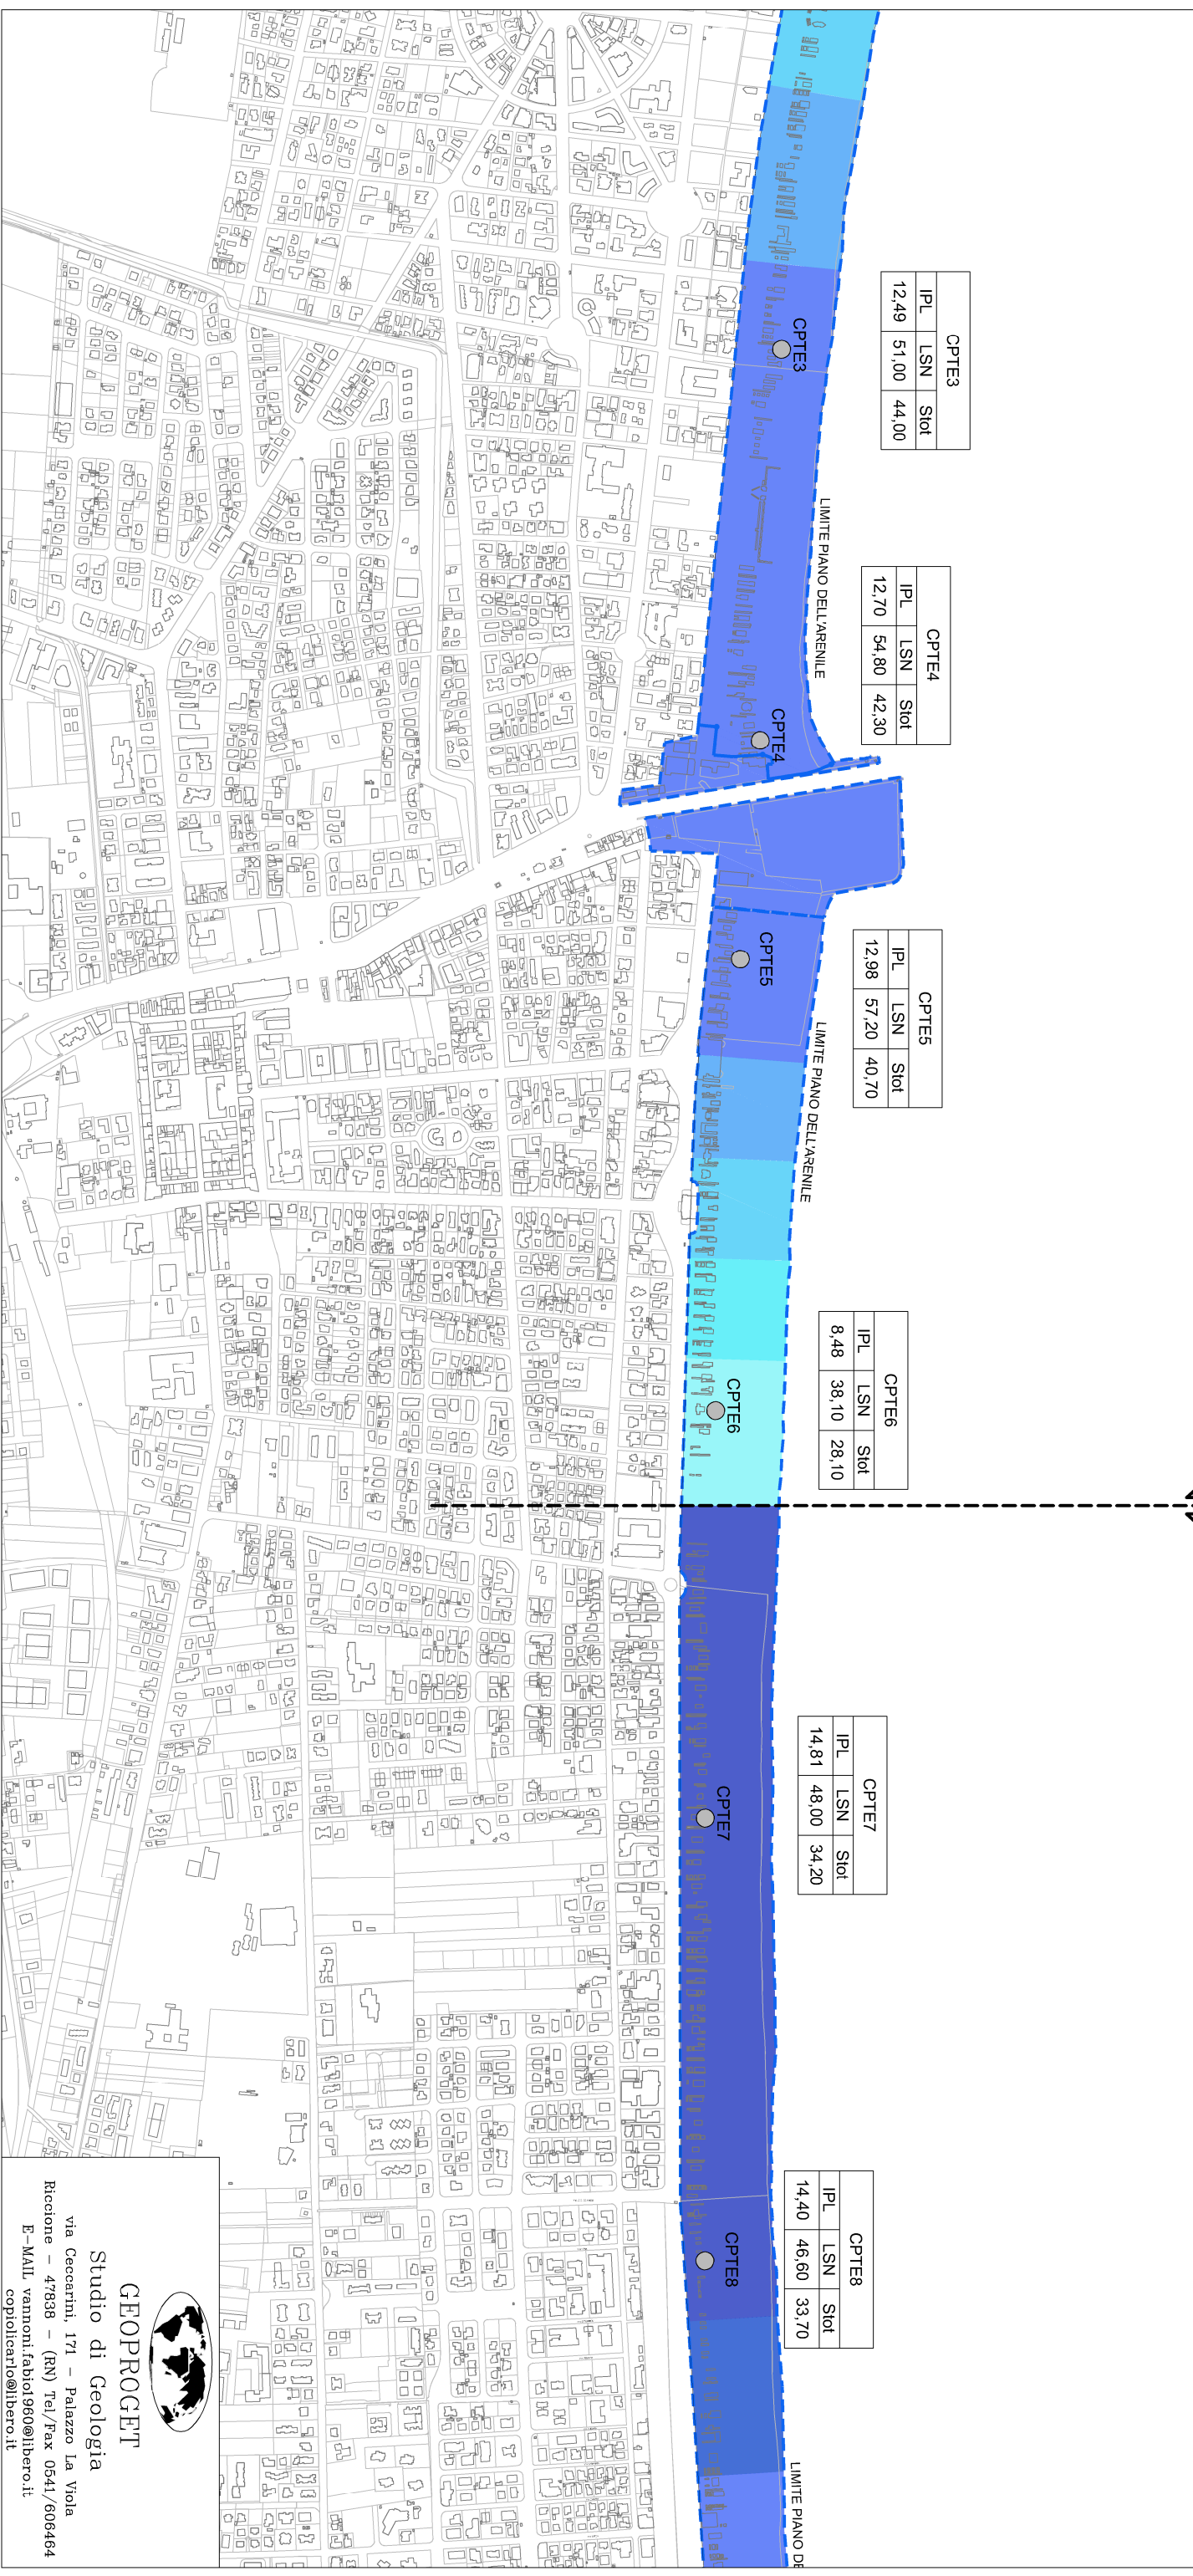 CPTE3
IPL LSN Stot
12,49 51,00 44,00
CPTE3
LIMITE PIANO DELL'ARENILE
CPTE4
IPL LSN Stot
12,70 54,80 42,30
CPTE4
CPTE5
IPL LSN Stot
12,98 57,20 40,70
CPTE5
LIMITE PIANO DELL'ARENILE
CPTE6
IPL LSN Stot
8,48 38,10 28,10
CPTE6
CPTE7
IPL LSN Stot
14,81 48,00 34,20
CPTE7
CPTE8
IPL LSN Stot
14,40 46,60 33,70
CPTE8
LIMITE PIANO DE
GEOPROGET
Studio di Geologia
via Ceccarini, 171 - Palazzo La Viola
Riccione - 47838 - (RN) Tel/Fax 0541/606464
E-MAIL vannoni.fabio1960@libero.it
copiolicarlo@libero.it